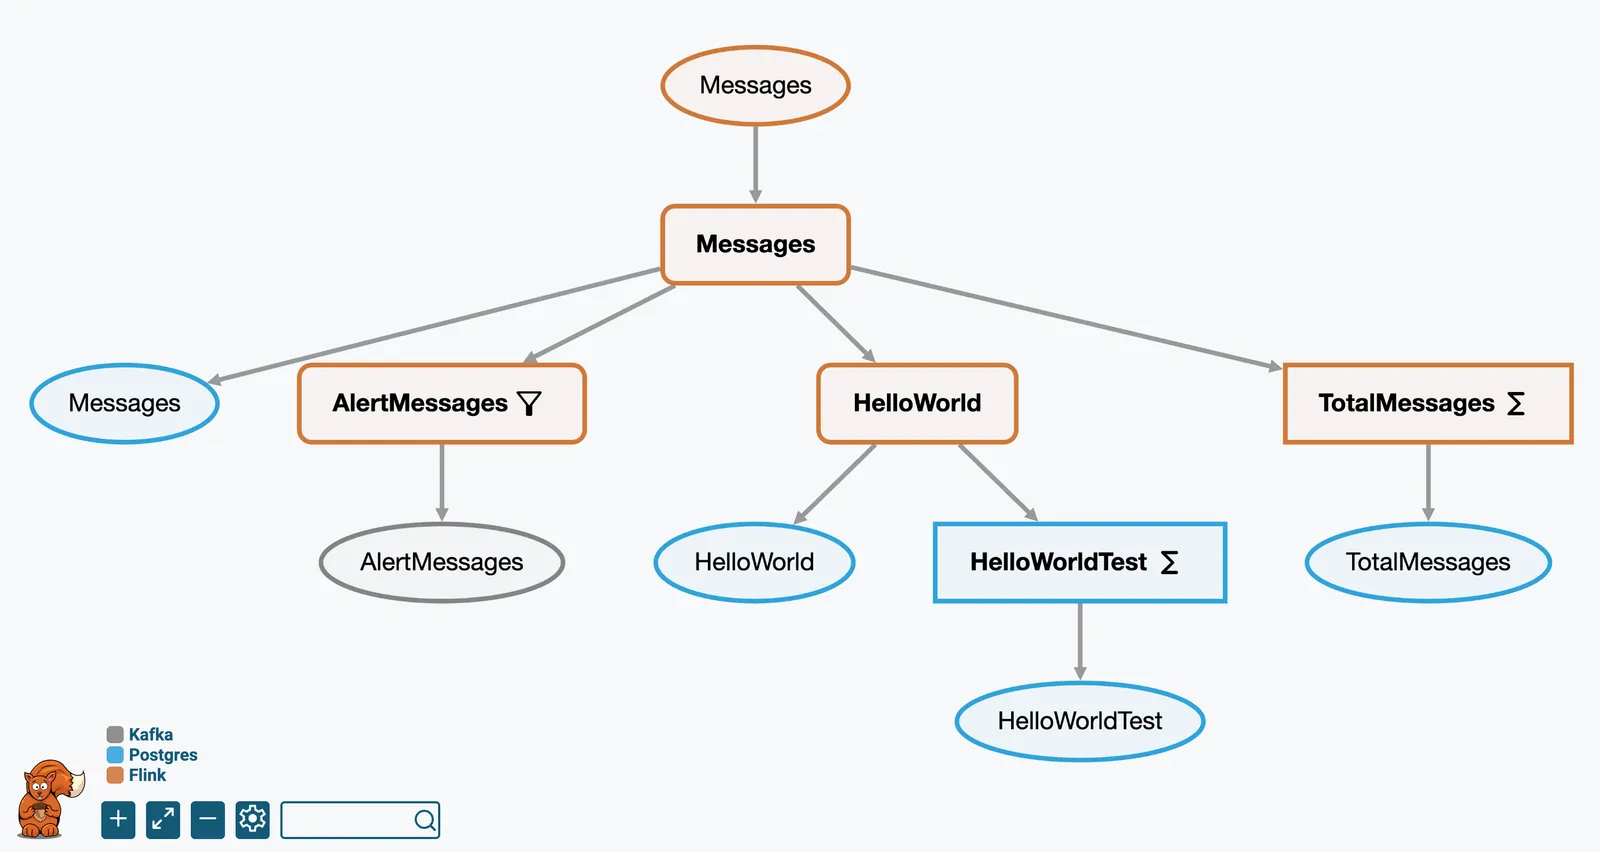 Messages
Messages
Messages
AlertMessages
HelloWorld
TotalMessages Σ
AlertMessages
HelloWorld
HelloWorldTest Σ
TotalMessages
HelloWorldTest
Kafka
Postgres
Flink